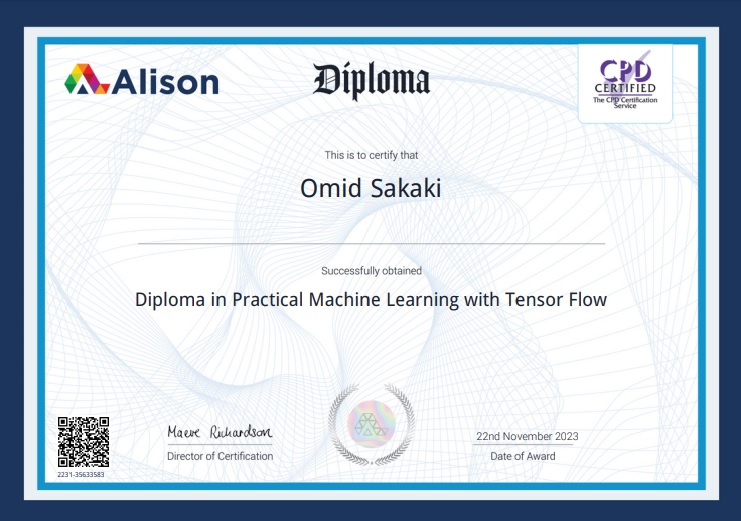 Alison
Diploma
CPD
CERTIFIED
The CPD Certification
Service
This is to certify that
Omid Sakaki
Successfully obtained
Diploma in Practical Machine Learning with Tensor Flow
Maeve Richardson
22nd November 2023
Director of Certification
Date of Award
2231-35633583